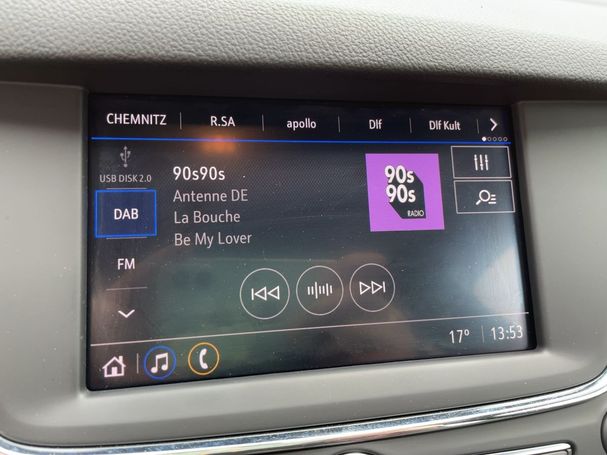 CHEMNITZ R.SA apollo Dlf Dlf Kult
USB DISK 2.0
DAB
FM
90s90s
Antenne DE
La Bouche
Be My Lover
90s
90s
RADIO
17° 13:53